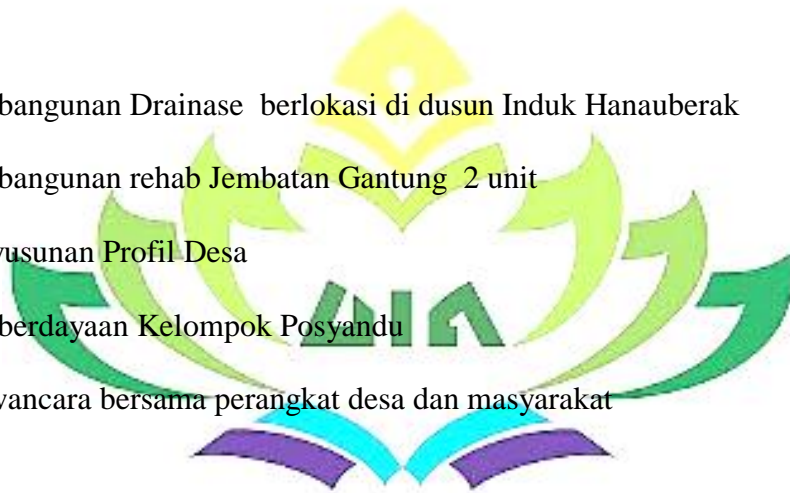 bangunan Drainase berlokasi di dusun Induk Hanauberak
bangunan rehab Jembatan Gantung 2 unit
yusunan Profil Desa
berdayaan Kelompok Posyandu
wancara bersama perangkat desa dan masyarakat